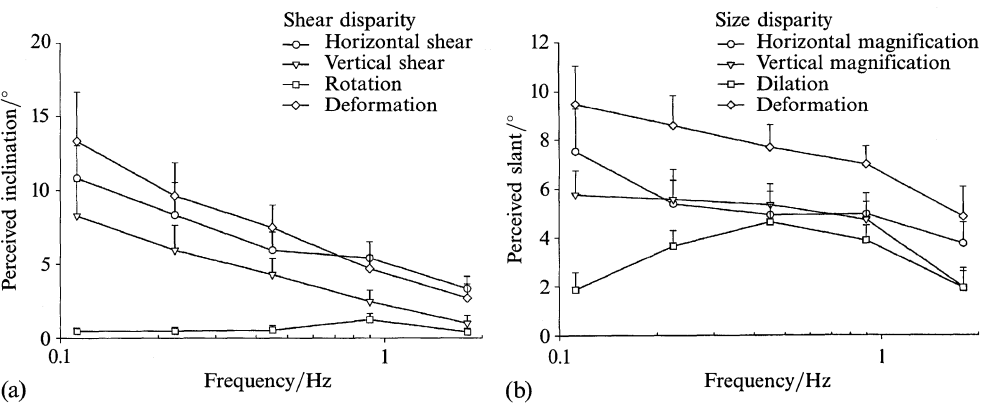 Shear disparity
Horizontal shear
Vertical shear
Rotation
Deformation
20
15
10
5
0
0.1
1
Perceived inclination/°
Frequency/Hz
(a)
Size disparity
Horizontal magnification
Vertical magnification
Dilation
Deformation
12
10
8
6
4
2
0
0.1
1
Perceived slant/°
Frequency/Hz
(b)